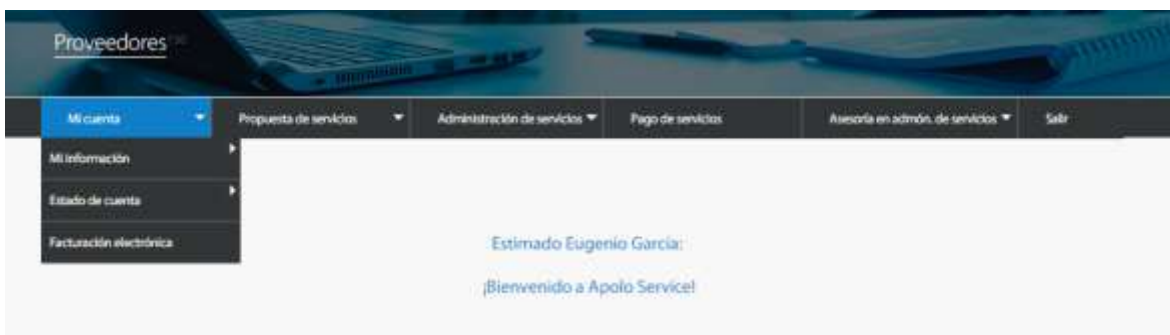 Proveedores
Mi cuenta Propuesta de servicios Administración de servicios Pago de servicios Asesoría en admón. de servicios Salir
Mi información
Estado de cuenta
Facturación electrónica
Estimado Eugenio García:
¡Bienvenido a Apolo Service!